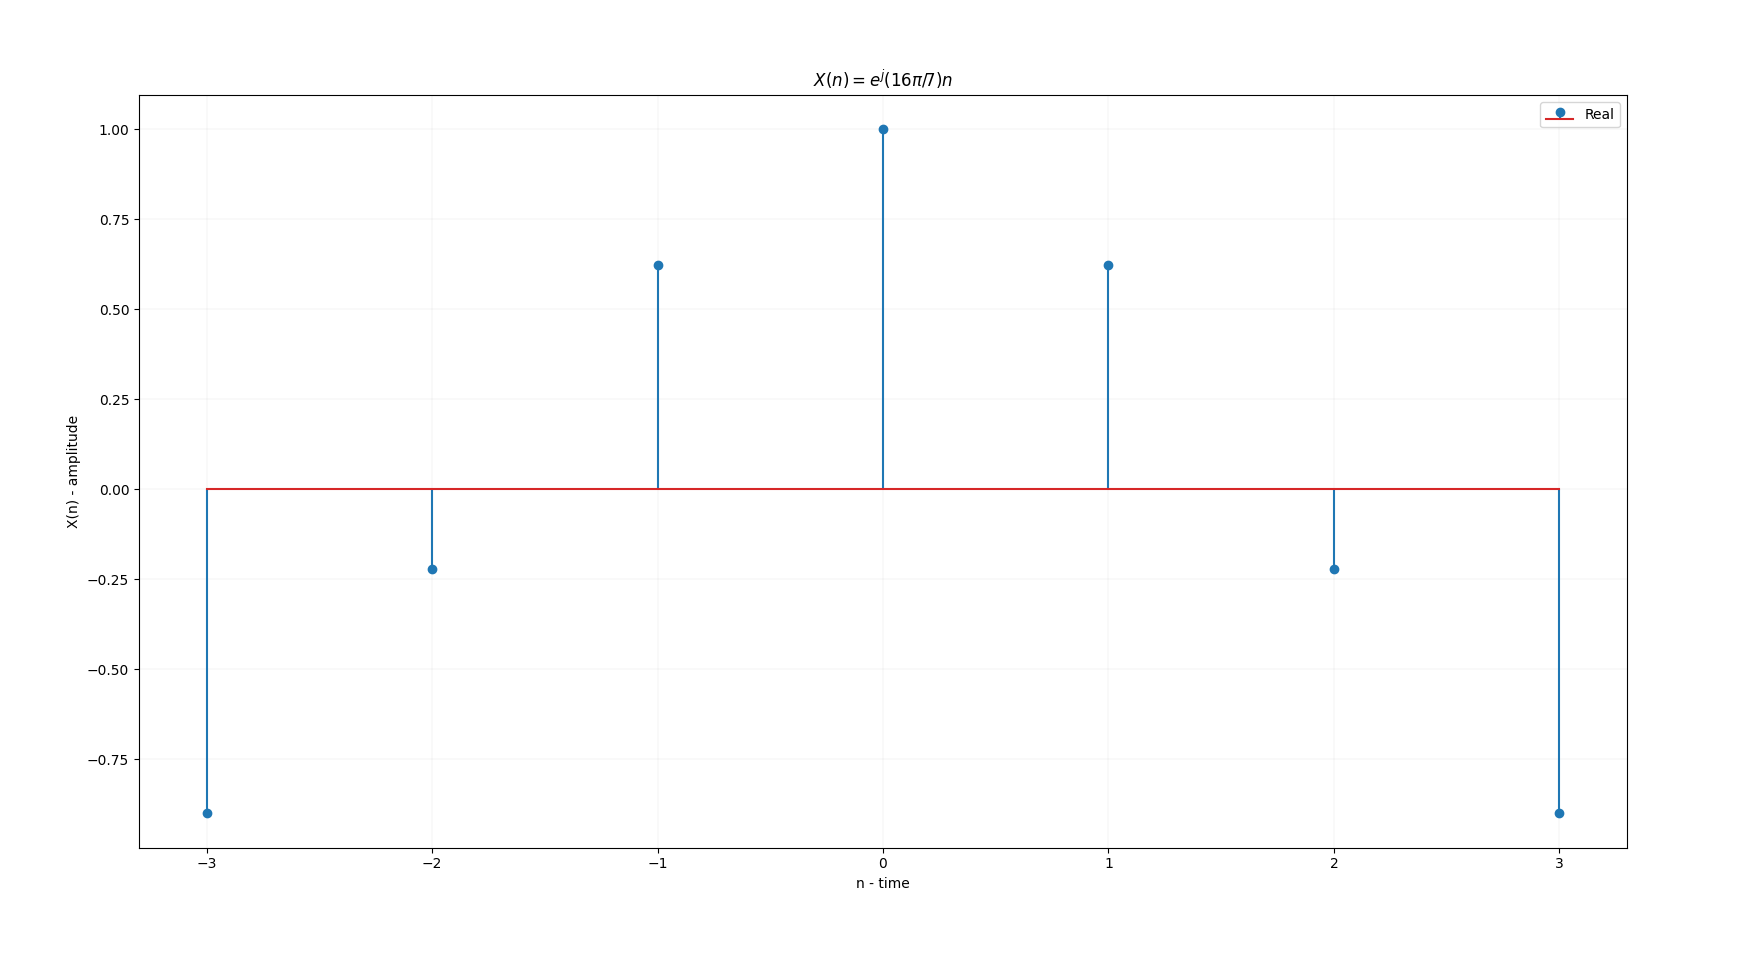 X(n) = e^j(16π/7)n
Real
1.00
0.75
0.50
0.25
0.00
−0.25
−0.50
−0.75
X(n) - amplitude
−3 −2 −1 0 1 2 3
n - time